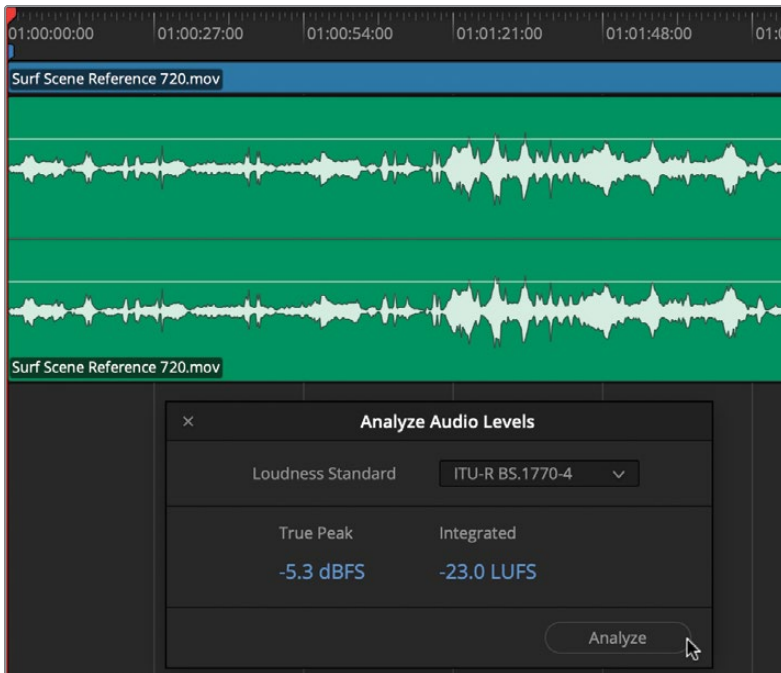 01:00:00:00 01:00:27:00 01:00:54:00 01:01:21:00 01:01:48:00
Surf Scene Reference 720.mov
Surf Scene Reference 720.mov
Analyze Audio Levels
Loudness Standard ITU-R BS.1770-4
True Peak Integrated
-5.3 dBFS -23.0 LUFS
Analyze